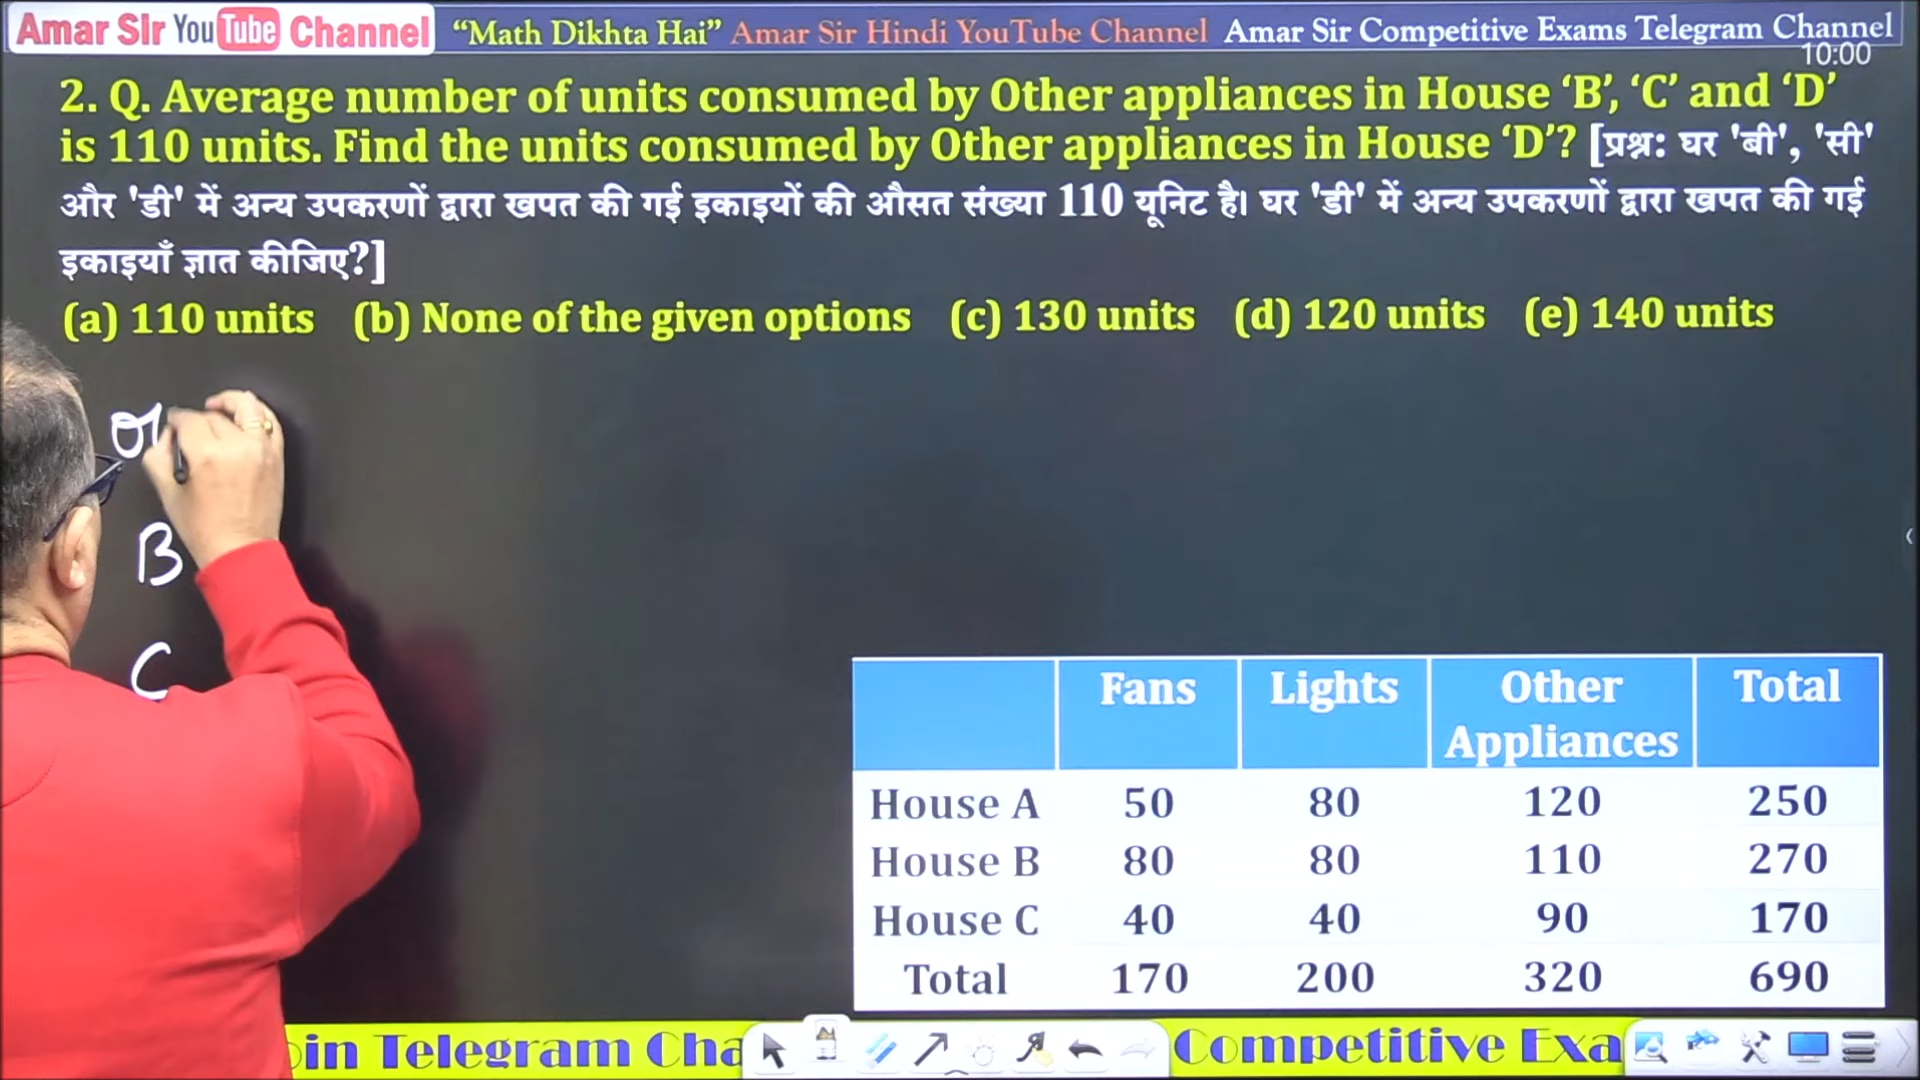 Amar Sir YouTube Channel "Math Dikhta Hai" Amar Sir Hindi YouTube Channel Amar Sir Competitive Exams Telegram Channel
10:00
2. Q. Average number of units consumed by Other appliances in House 'B', 'C' and 'D'
is 110 units. Find the units consumed by Other appliances in House 'D'? [प्रश्न: घर 'बी', 'सी'
और 'डी' में अन्य उपकरणों द्वारा खपत की गई इकाइयों की औसत संख्या 110 यूनिट है। घर 'डी' में अन्य उपकरणों द्वारा खपत की गई
इकाइयाँ ज्ञात कीजिए?]
(a) 110 units (b) None of the given options (c) 130 units (d) 120 units (e) 140 units
B
C
Fans Lights Other Appliances Total
House A 50 80 120 250
House B 80 80 110 270
House C 40 40 90 170
Total 170 200 320 690
in Telegram Cha
Competitive Exa